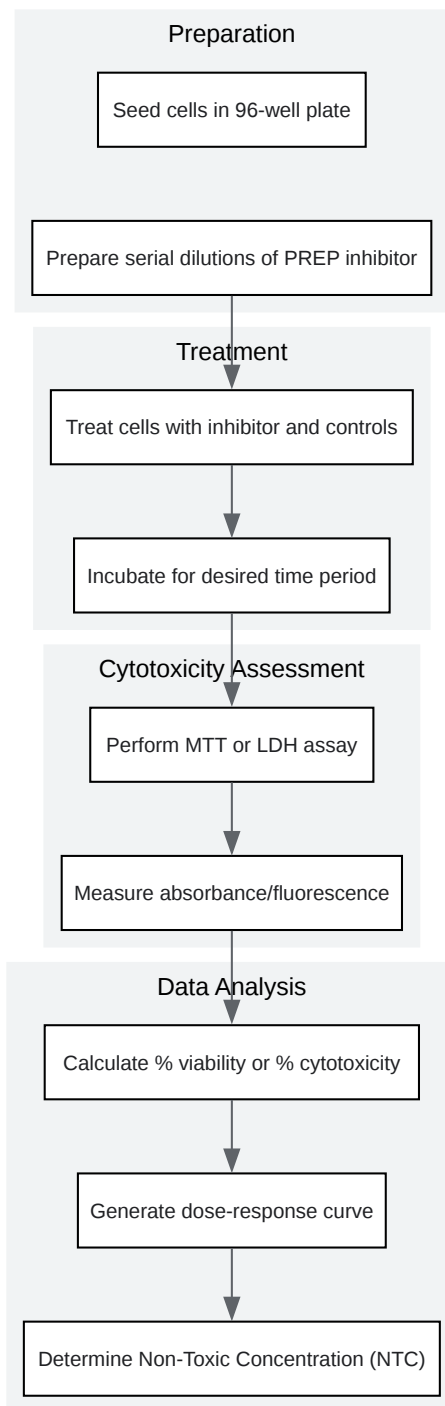 Preparation
Seed cells in 96-well plate
Prepare serial dilutions of PREP inhibitor
Treatment
Treat cells with inhibitor and controls
Incubate for desired time period
Cytotoxicity Assessment
Perform MTT or LDH assay
Measure absorbance/fluorescence
Data Analysis
Calculate % viability or % cytotoxicity
Generate dose-response curve
Determine Non-Toxic Concentration (NTC)